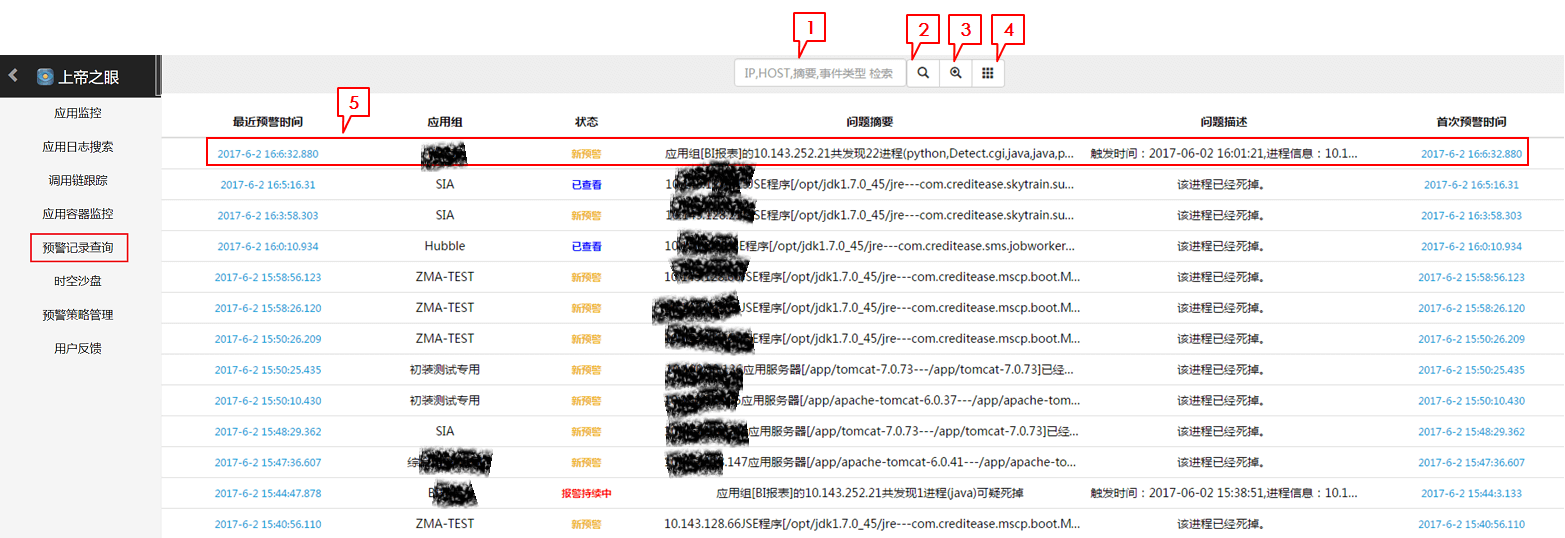 1
2
3
4
上帝之眼
IP,HOST,摘要,事件类型 检索
应用监控
应用日志搜索
调用链跟踪
应用容器监控
预警记录查询
时空沙盘
预警策略管理
用户反馈
5
最近预警时间 应用组 状态 问题摘要 问题描述 首次预警时间
2017-6-2 16:6:32.880 新预警 应用组[BI报表]的10.143.252.21共发现22进程(python,Detect.cgi,java,java,p... 触发时间：2017-06-02 16:01:21,进程信息：10.1... 2017-6-2 16:6:32.880
2017-6-2 16:5:16.31 SIA 已查看 JSE程序[/opt/jdk1.7.0_45/jre---com.creditease.skytrain.su... 该进程已经死掉。 2017-6-2 16:5:16.31
2017-6-2 16:3:58.303 SIA 新预警 JSE程序[/opt/jdk1.7.0_45/jre---com.creditease.skytrain.su... 该进程已经死掉。 2017-6-2 16:3:58.303
2017-6-2 16:0:10.934 Hubble 已查看 JSE程序[/opt/jdk1.7.0_45/jre---com.creditease.sms.jobworker... 该进程已经死掉。 2017-6-2 16:0:10.934
2017-6-2 15:58:56.123 ZMA-TEST 新预警 JSE程序[/opt/jdk1.7.0_45/jre---com.creditease.mscp.boot.M... 该进程已经死掉。 2017-6-2 15:58:56.123
2017-6-2 15:58:26.120 ZMA-TEST 新预警 JSE程序[/opt/jdk1.7.0_45/jre---com.creditease.mscp.boot.M... 该进程已经死掉。 2017-6-2 15:58:26.120
2017-6-2 15:50:26.209 ZMA-TEST 新预警 JSE程序[/opt/jdk1.7.0_45/jre---com.creditease.mscp.boot.M... 该进程已经死掉。 2017-6-2 15:50:26.209
2017-6-2 15:50:25.435 初装测试专用 新预警 应用服务器[/app/tomcat-7.0.73---/app/tomcat-7.0.73]已经... 该进程已经死掉。 2017-6-2 15:50:25.435
2017-6-2 15:50:10.430 初装测试专用 新预警 应用服务器[/app/apache-tomcat-6.0.37---/app/apache-tom... 该进程已经死掉。 2017-6-2 15:50:10.430
2017-6-2 15:48:29.362 SIA 新预警 应用服务器[/app/tomcat-7.0.73---/app/tomcat-7.0.73]已经... 该进程已经死掉。 2017-6-2 15:48:29.362
2017-6-2 15:47:36.607 新预警 .147应用服务器[/app/apache-tomcat-6.0.41---/app/apache-to... 该进程已经死掉。 2017-6-2 15:47:36.607
2017-6-2 15:44:47.878 报警持续中 应用组[BI报表]的10.143.252.21共发现1进程(java)可疑死掉 触发时间：2017-06-02 15:38:51,进程信息：10.1... 2017-6-2 15:44:3.133
2017-6-2 15:40:56.110 ZMA-TEST 新预警 10.143.128.66JSE程序[/opt/jdk1.7.0_45/jre---com.creditease.mscp.boot.M... 该进程已经死掉。 2017-6-2 15:40:56.110